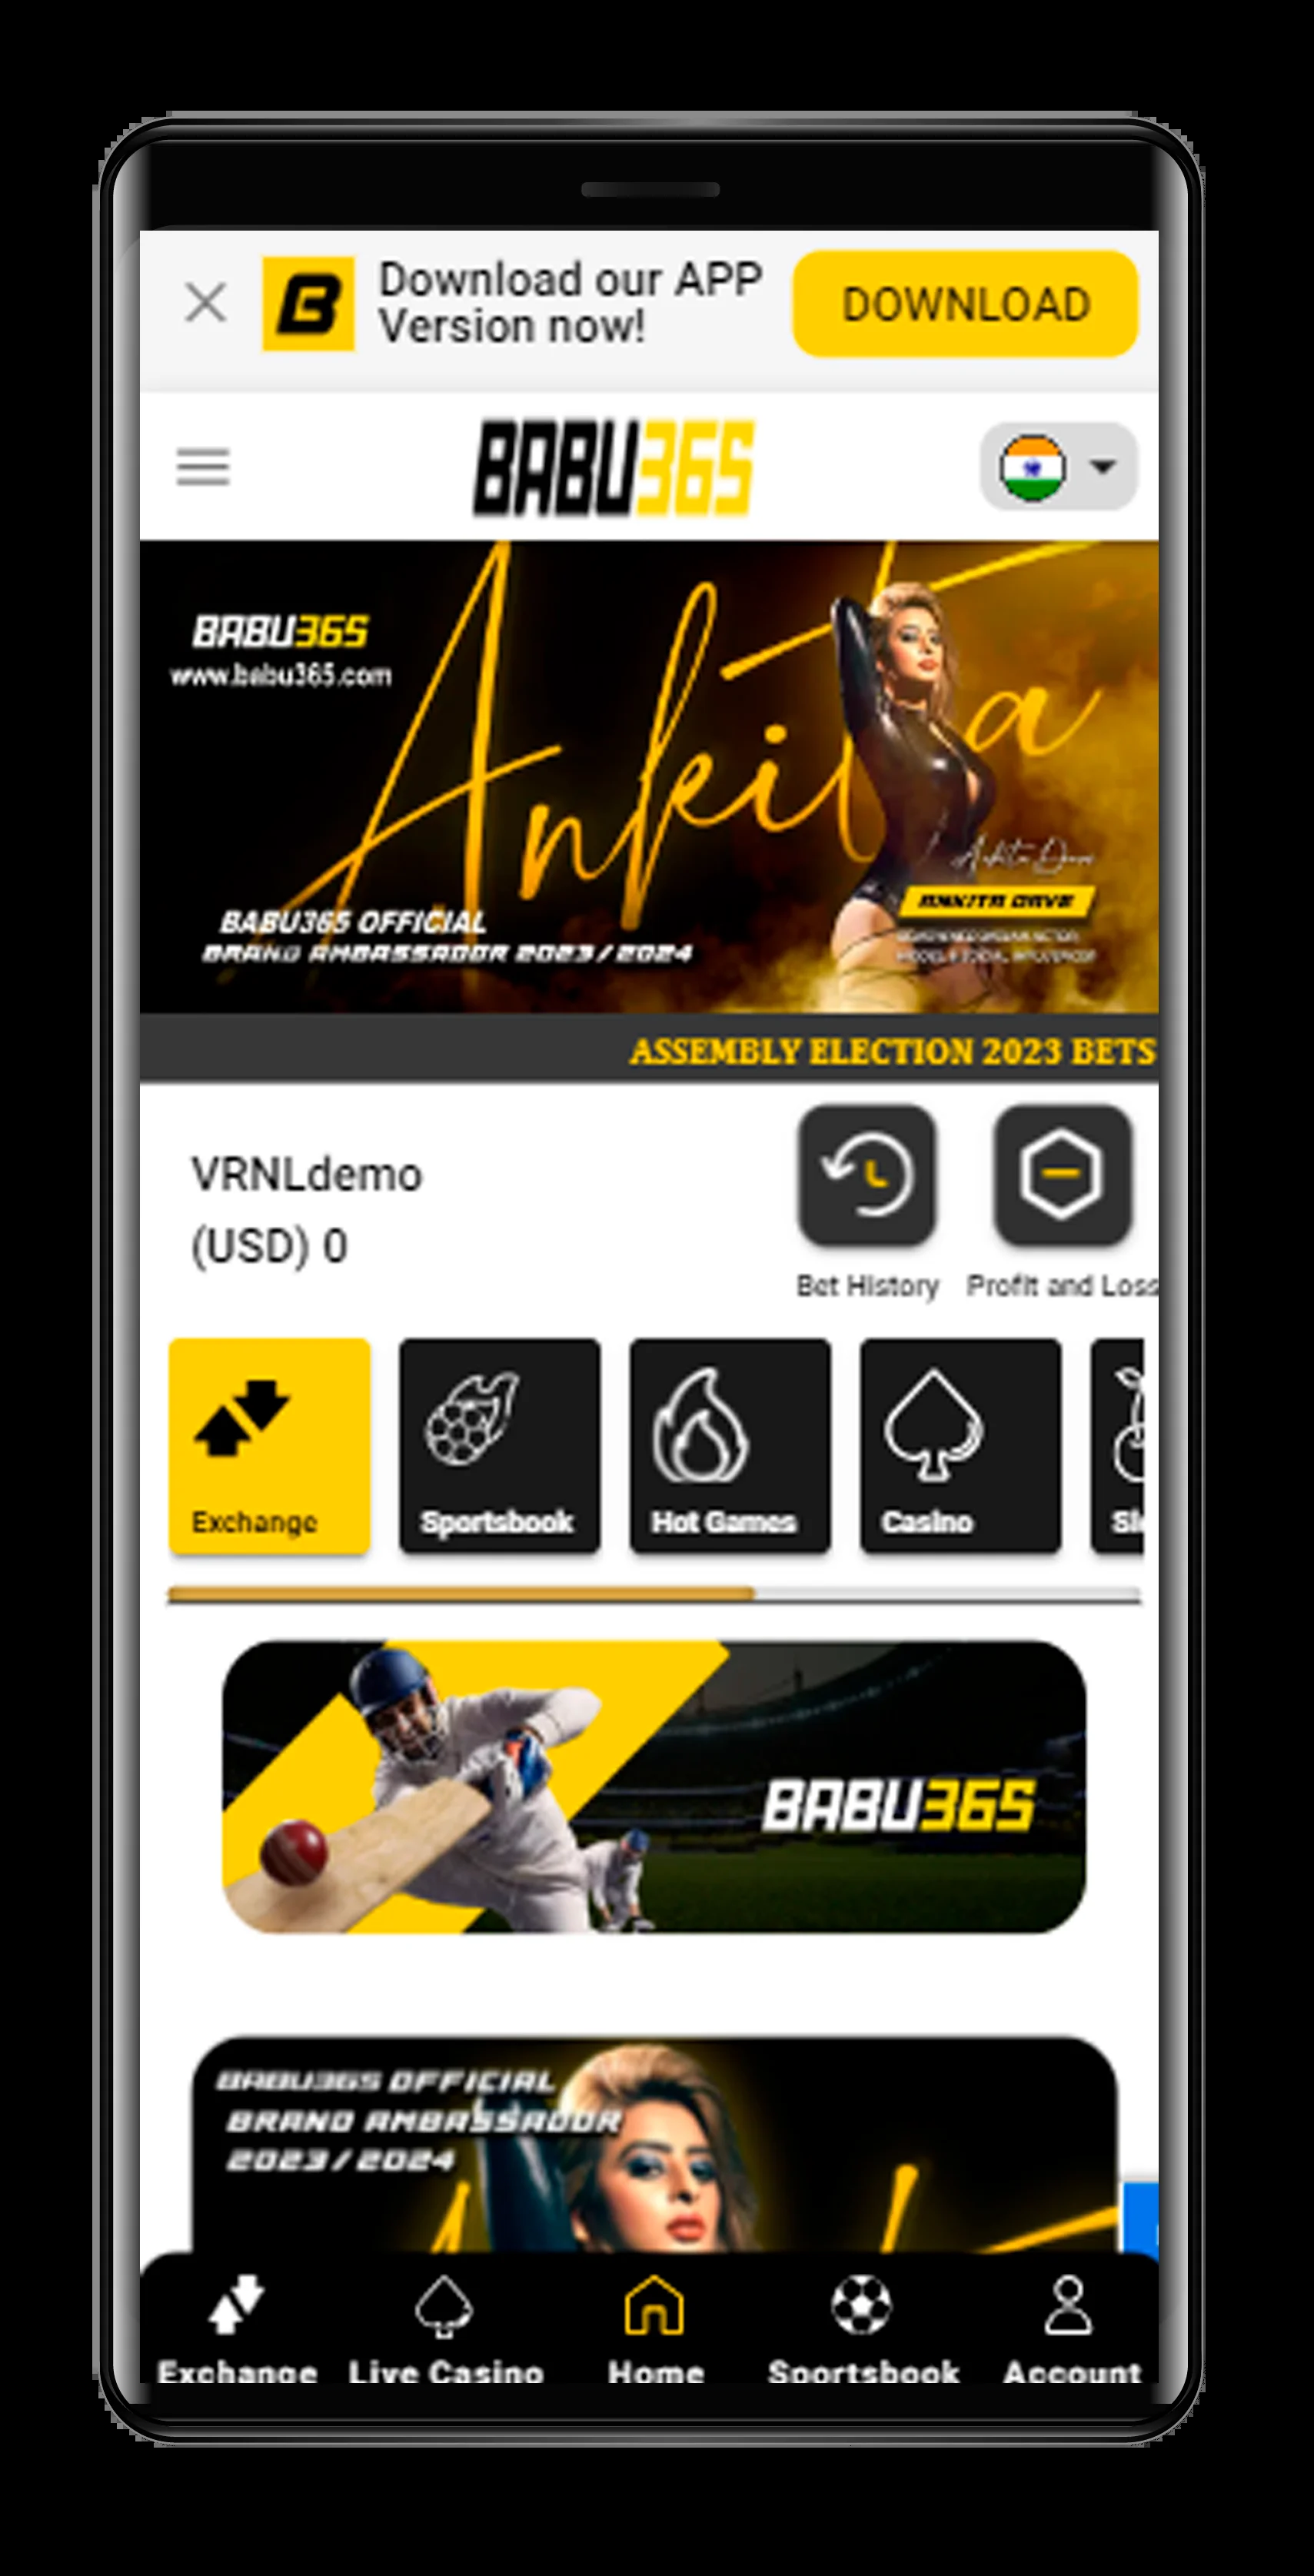 B
Download our APP
Version now!
DOWNLOAD
BABU365
BABU365
www.babu365.com
Ankita
BABU365 OFFICIAL
BRAND AMBASSADOR 2023/2024
Ankita Dave
ANKITA DAVE
ASSEMBLY ELECTION 2023 BETS
VRNLdemo
(USD) 0
Bet History
Profit and Loss
Exchange
Sportsbook
Hot Games
Casino
BABU365
BABU365 OFFICIAL
BRAND AMBASSADOR
2023/2024
Exchange
Live Casino
Home
Sportsbook
Account